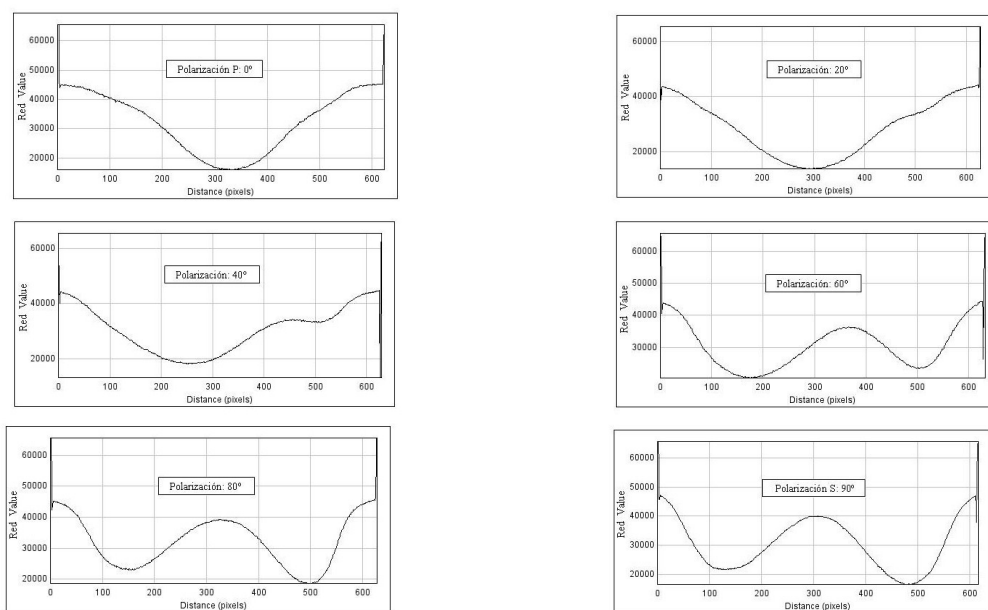 60000
50000
40000
30000
20000
Red Value
Polarización P: 0º
0 100 200 300 400 500 600
Distance (pixels)
60000
50000
40000
30000
20000
Red Value
Polarización: 20º
0 100 200 300 400 500 600
Distance (pixels)
60000
40000
20000
Red Value
Polarización: 40º
0 100 200 300 400 500 600
Distance (pixels)
60000
50000
40000
30000
Red Value
Polarización: 60º
0 100 200 300 400 500 600
Distance (pixels)
60000
50000
40000
30000
20000
Red Value
Polarización: 80º
0 100 200 300 400 500 600
Distance (pixels)
60000
50000
40000
30000
20000
Red Value
Polarización S: 90º
0 100 200 300 400 500 600
Distance (pixels)